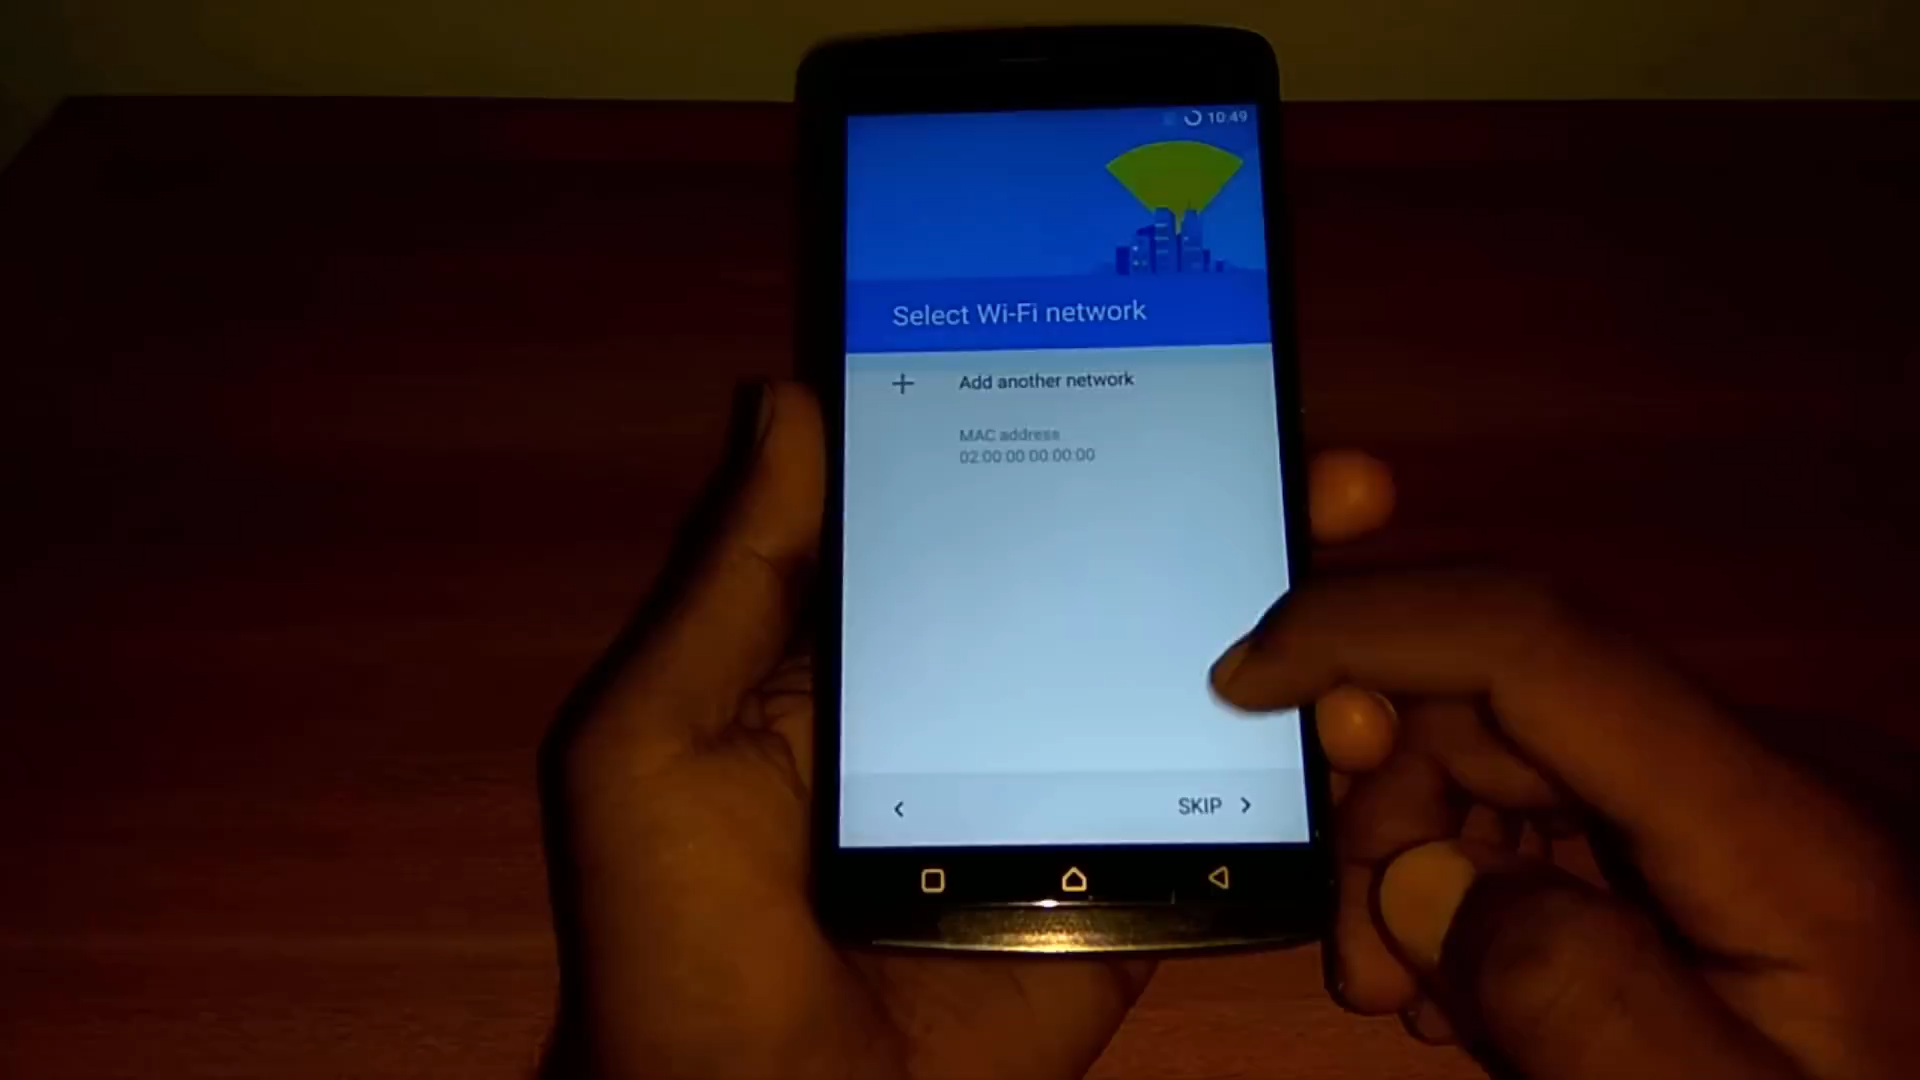 10:49
Select Wi-Fi network
Add another network
MAC address
02:00:00:00:00:00
SKIP